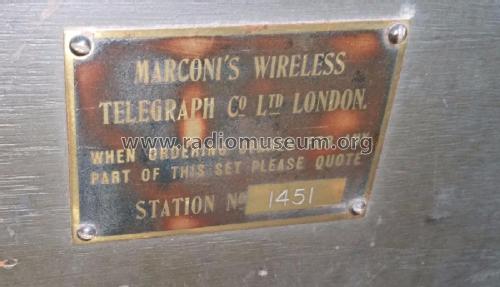 MARCONI'S WIRELESS
TELEGRAPH Co LTD LONDON.
www.radiomuseum.org
WHEN ORDERING ANY
PART OF THIS SET PLEASE QUOTE
STATION No 1451